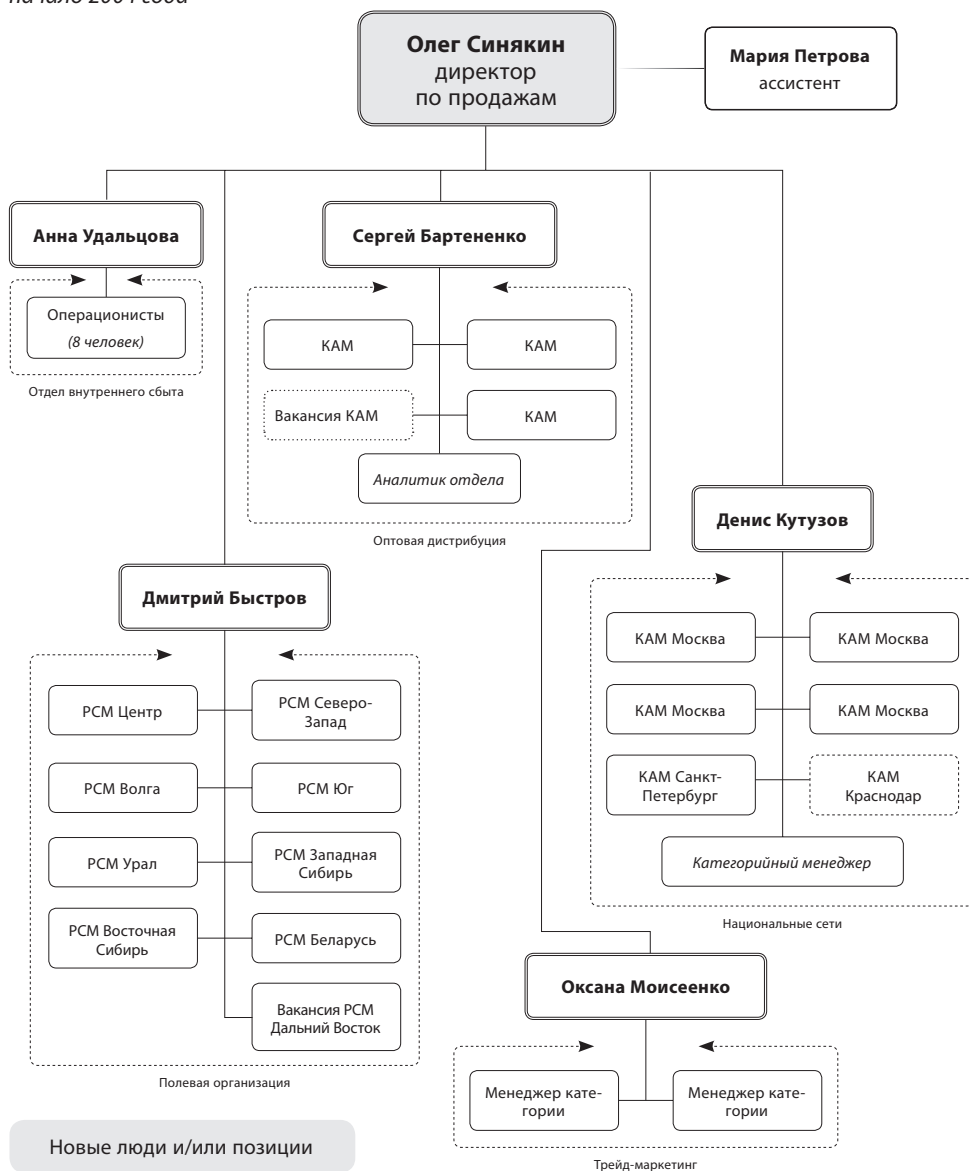 Олег Синякин
директор
по продажам
Мария Петрова
ассистент
Анна Удальцова
Операционисты
(8 человек)
Отдел внутреннего сбыта
Сергей Бартененко
КАМ
КАМ
Вакансия КАМ
КАМ
Аналитик отдела
Оптовая дистрибуция
Денис Кутузов
КАМ Москва
КАМ Москва
КАМ Москва
КАМ Москва
КАМ Санкт-
Петербург
КАМ
Краснодар
Категорийный менеджер
Национальные сети
Дмитрий Быстров
РСМ Центр
РСМ Северо-
Запад
РСМ Волга
РСМ Юг
РСМ Урал
РСМ Западная
Сибирь
РСМ Восточная
Сибирь
РСМ Беларусь
Вакансия РСМ
Дальний Восток
Полевая организация
Оксана Моисеенко
Менеджер кате-
гории
Менеджер кате-
гории
Трейд-маркетинг
Новые люди и/или позиции